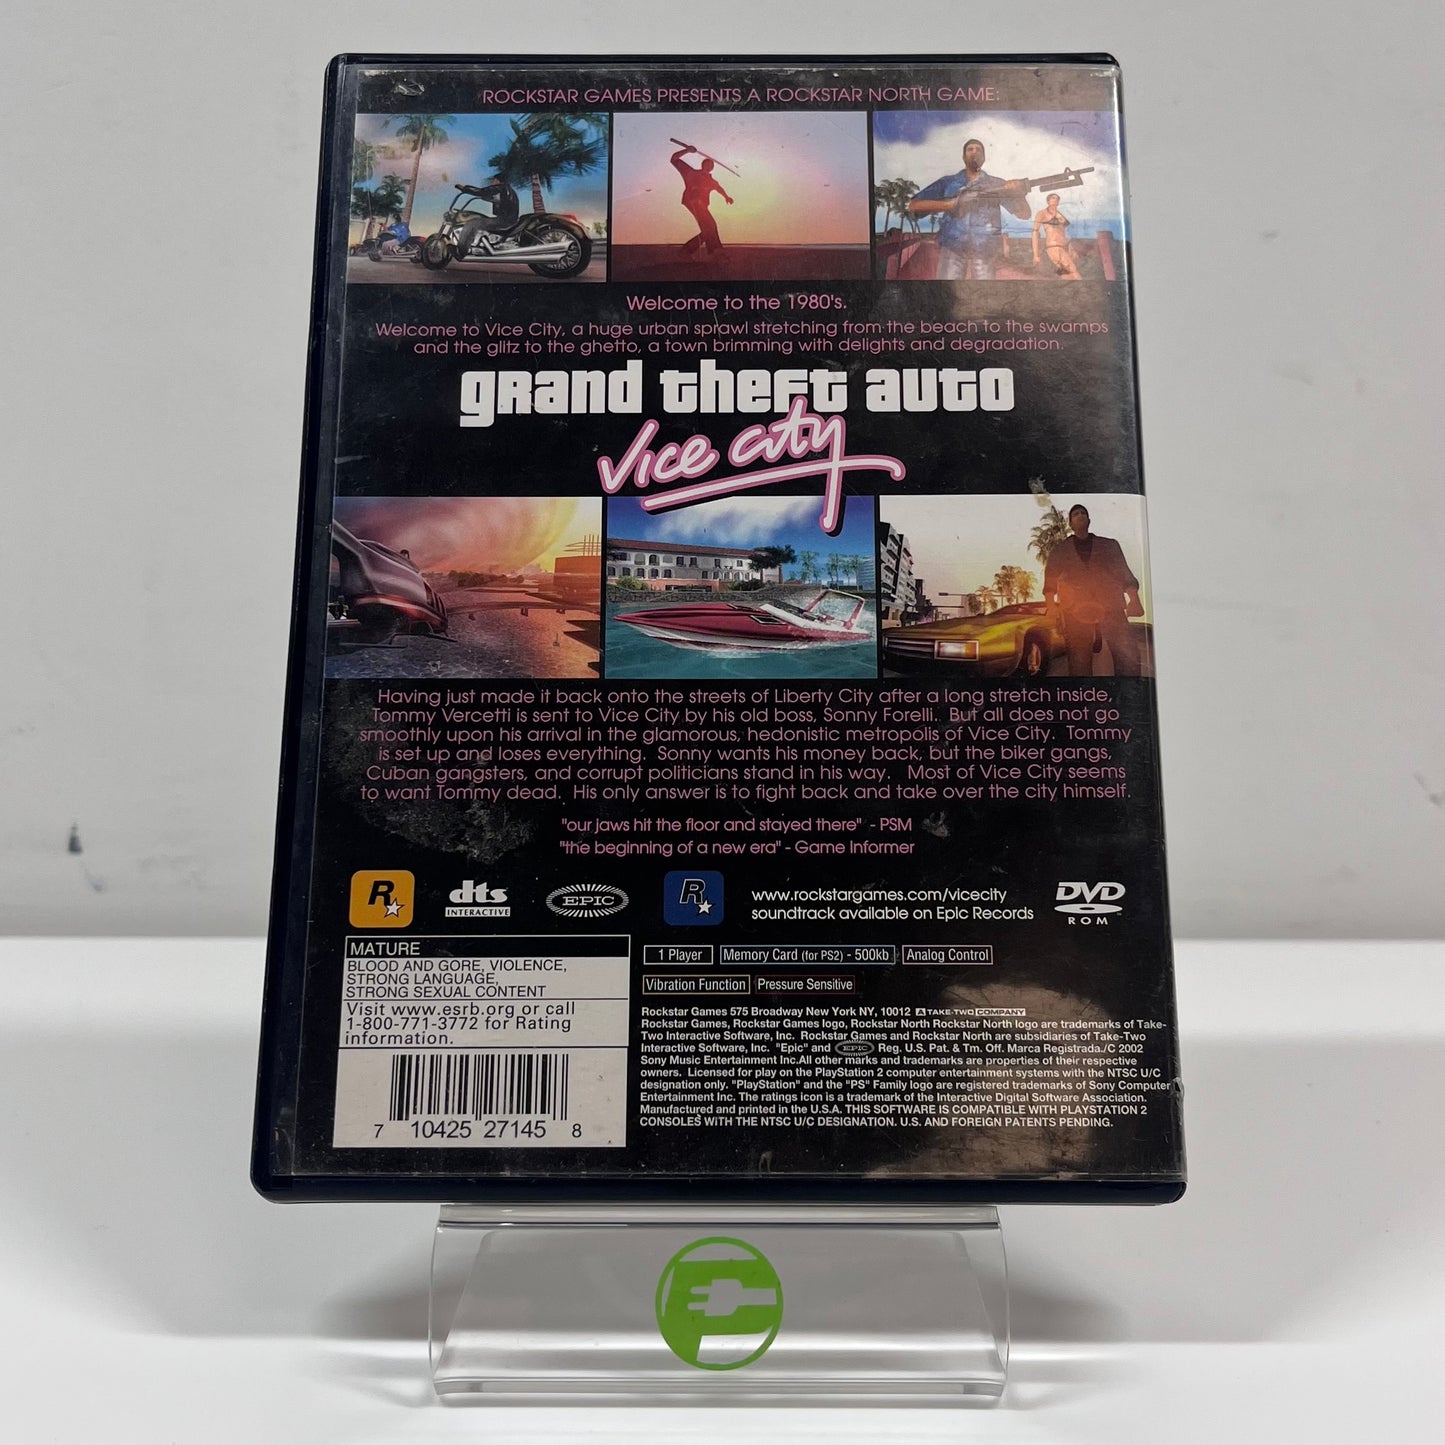 ROCKSTAR GAMES PRESENTS A ROCKSTAR NORTH GAME:
Welcome to the 1980's.
Welcome to Vice City, a huge urban sprawl stretching from the beach to the swamps
and the glitz to the ghetto, a town brimming with delights and degradation.
grand theft auto
Vice City
Having just made it back onto the streets of Liberty City after a long stretch inside,
Tommy Vercetti is sent to Vice City by his old boss, Sonny Forelli. But all does not go
smoothly upon his arrival in the glamorous, hedonistic metropolis of Vice City. Tommy
is set up and loses everything. Sonny wants his money back, but the biker gangs,
Cuban gangsters, and corrupt politicians stand in his way. Most of Vice City seems
to want Tommy dead. His only answer is to fight back and take over the city himself.
"our jaws hit the floor and stayed there" - PSM
"the beginning of a new era" - Game Informer
R dts INTERACTIVE EPIC R www.rockstargames.com/vicecity DVD
soundtrack available on Epic Records ROM
MATURE
BLOOD AND GORE, VIOLENCE,
STRONG LANGUAGE,
STRONG SEXUAL CONTENT
Visit www.esrb.org or call
1-800-771-3772 for Rating
information.
7 10425 27145 8
1 Player Memory Card (for PS2) - 500kb Analog Control
Vibration Function Pressure Sensitive
Rockstar Games 575 Broadway New York NY, 10012 A TAKE-TWO COMPANY
Rockstar Games, Rockstar Games logo, Rockstar North Rockstar North logo are trademarks of Take-
Two Interactive Software, Inc. Rockstar Games and Rockstar North are subsidiaries of Take-Two
Interactive Software, Inc. "Epic" and EPIC Reg. U.S. Pat. & Tm. Off. Marca Registrada./C 2002
Sony Music Entertainment Inc.All other marks and trademarks are properties of their respective
owners. Licensed for play on the PlayStation 2 computer entertainment systems with the NTSC U/C
designation only. "PlayStation" and the "PS" Family logo are registered trademarks of Sony Computer
Entertainment Inc. The ratings icon is a trademark of the Interactive Digital Software Association.
Manufactured and printed in the U.S.A. THIS SOFTWARE IS COMPATIBLE WITH PLAYSTATION 2
CONSOLES WITH THE NTSC U/C DESIGNATION. U.S. AND FOREIGN PATENTS PENDING.